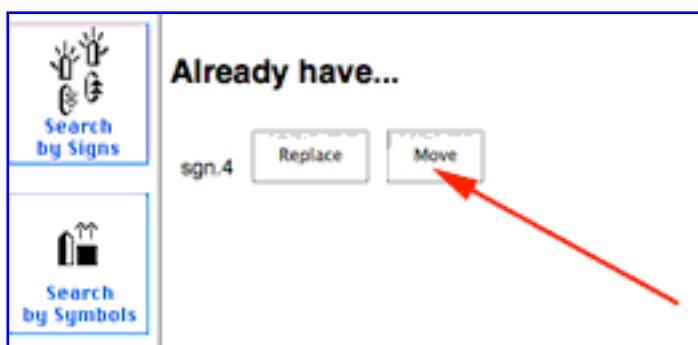 Search
by Signs
Already have...
sgn.4 Replace Move
Search
by Symbols